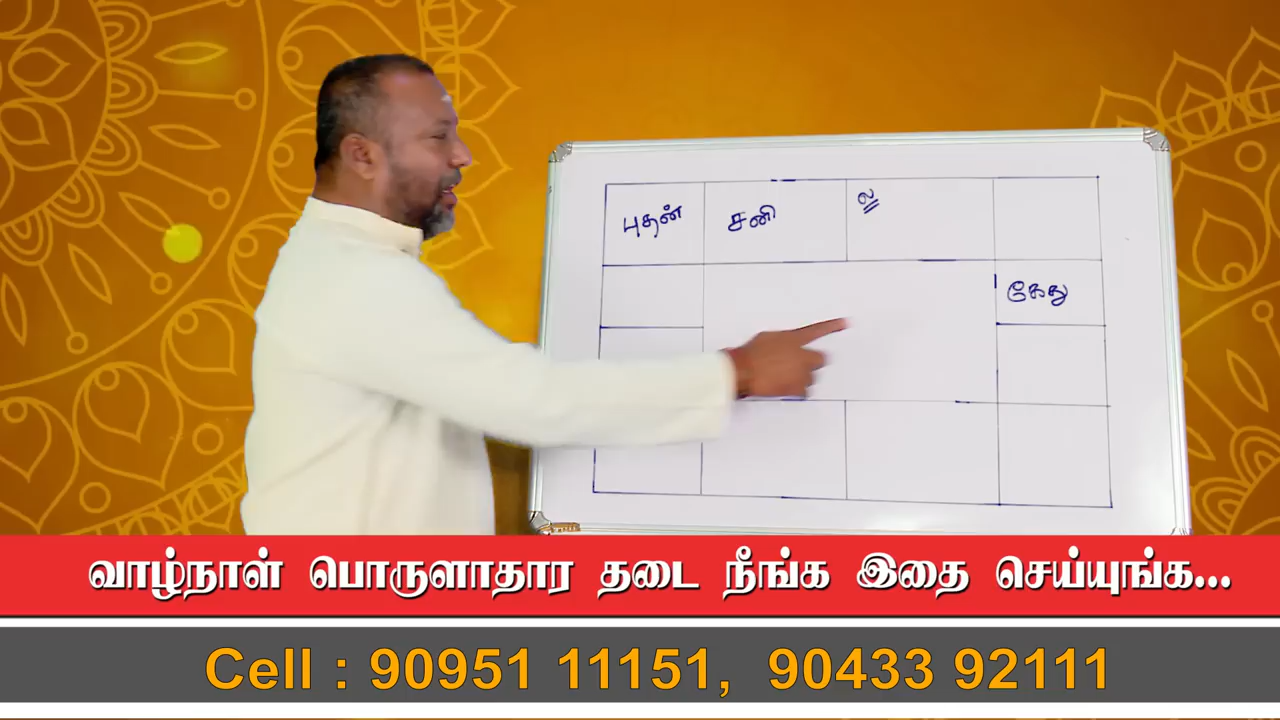 புதன் சனி ல
கேது
வாழ்நாள் பொருளாதார தடை நீங்க இதை செய்யுங்க...
Cell : 90951 11151, 90433 92111